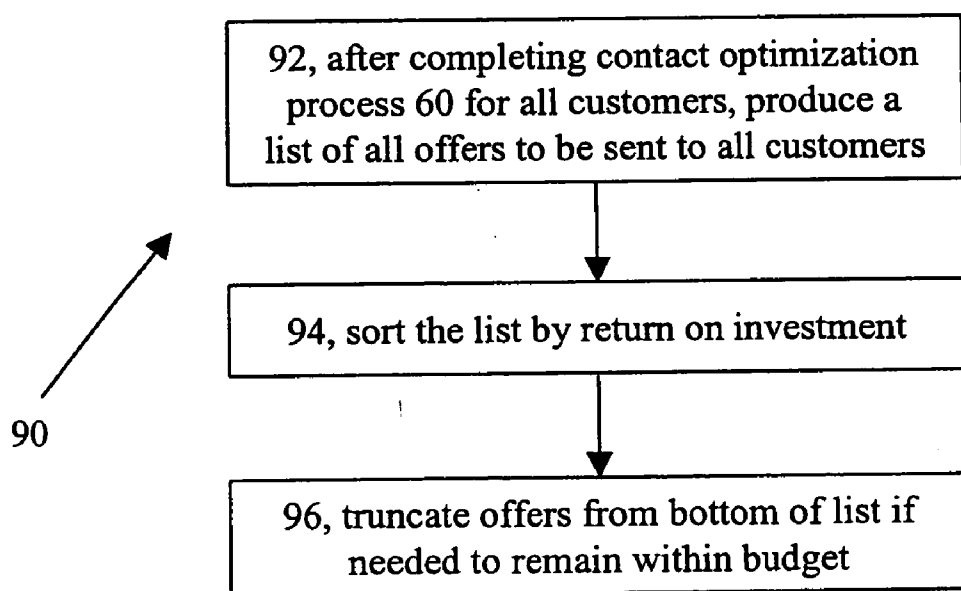 92, after completing contact optimization
process 60 for all customers, produce a
list of all offers to be sent to all customers
94, sort the list by return on investment
90
96, truncate offers from bottom of list if
needed to remain within budget